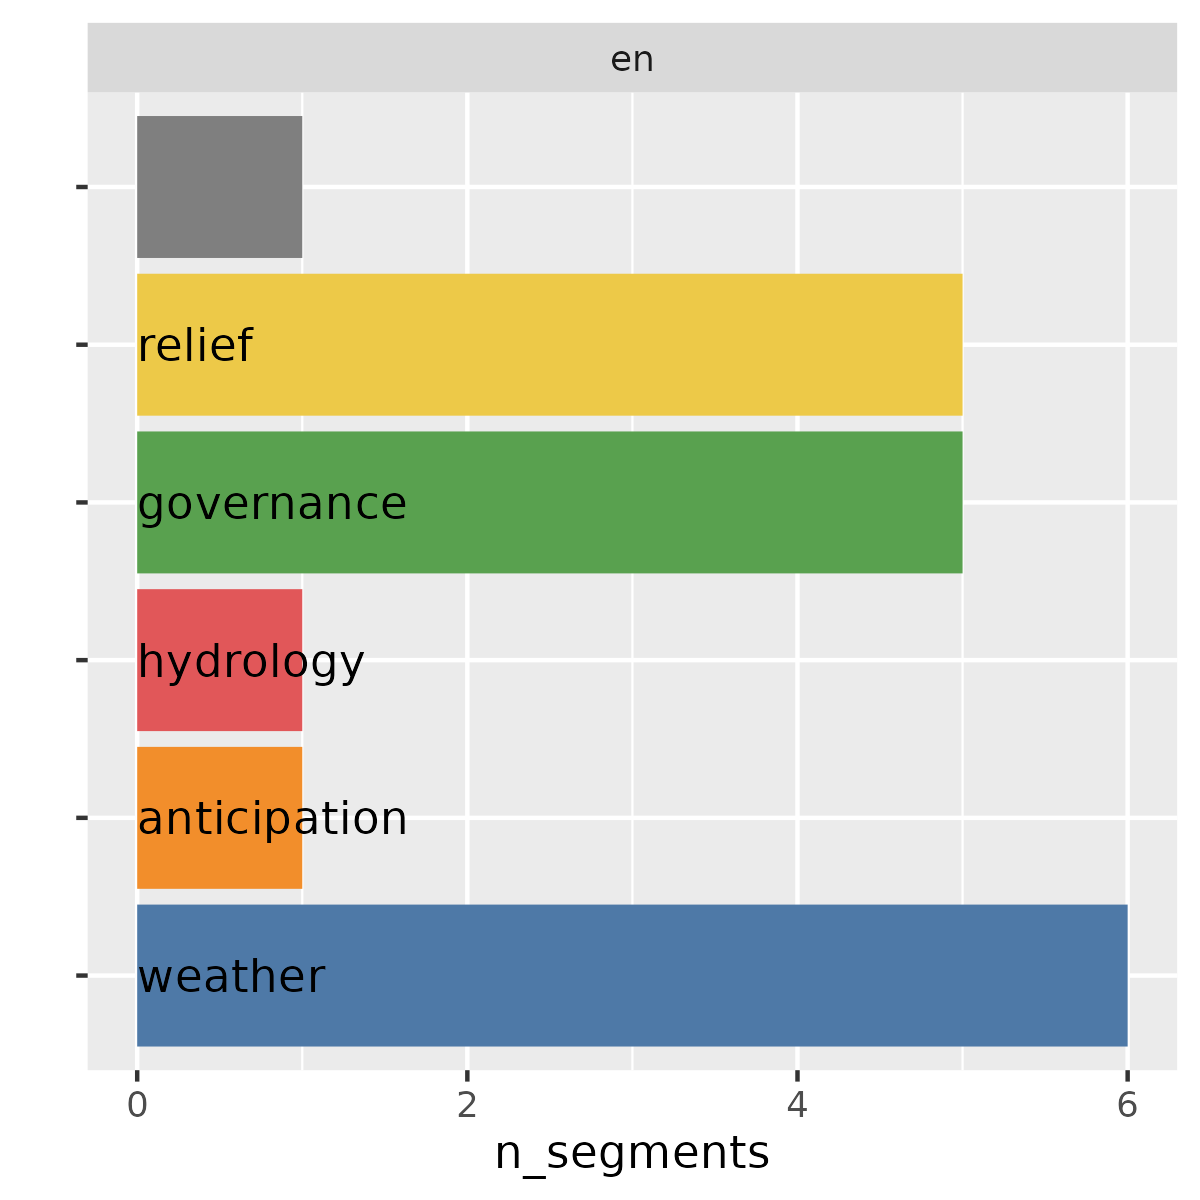 en
relief
governance
hydrology
anticipation
weather
0 2 4 6
n_segments